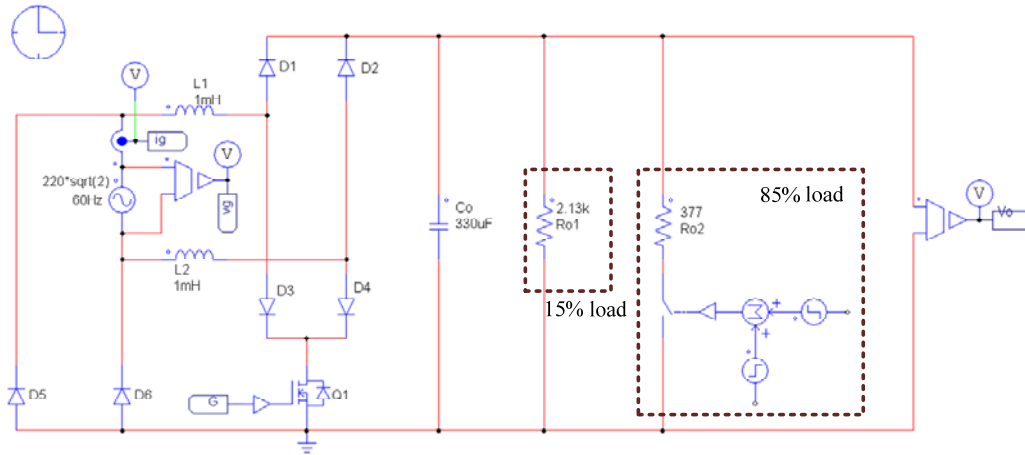 D1
D2
V
L1
1mH
ig
V
220*sqrt(2)
60Hz
vg
L2
1mH
D3
D4
Co
330uF
2.13k
Ro1
15% load
377
Ro2
85% load
V
Vo
D5
D6
G
Q1